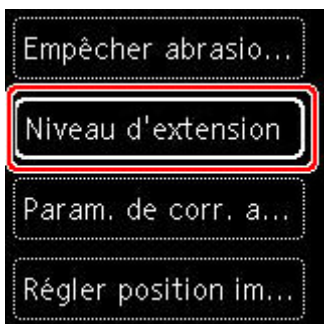 Empêcher abrasio...
Niveau d'extension
Param. de corr. a...
Régler position im...